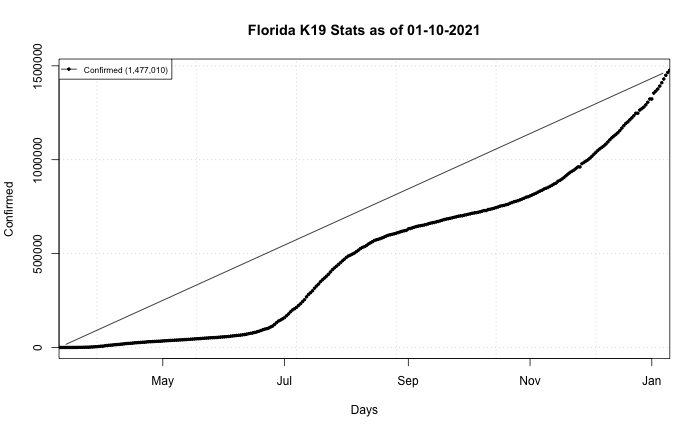 Florida K19 Stats as of 01-10-2021
Confirmed (1,477,010)
Confirmed
1500000
1000000
500000
0
May Jul Sep Nov Jan
Days